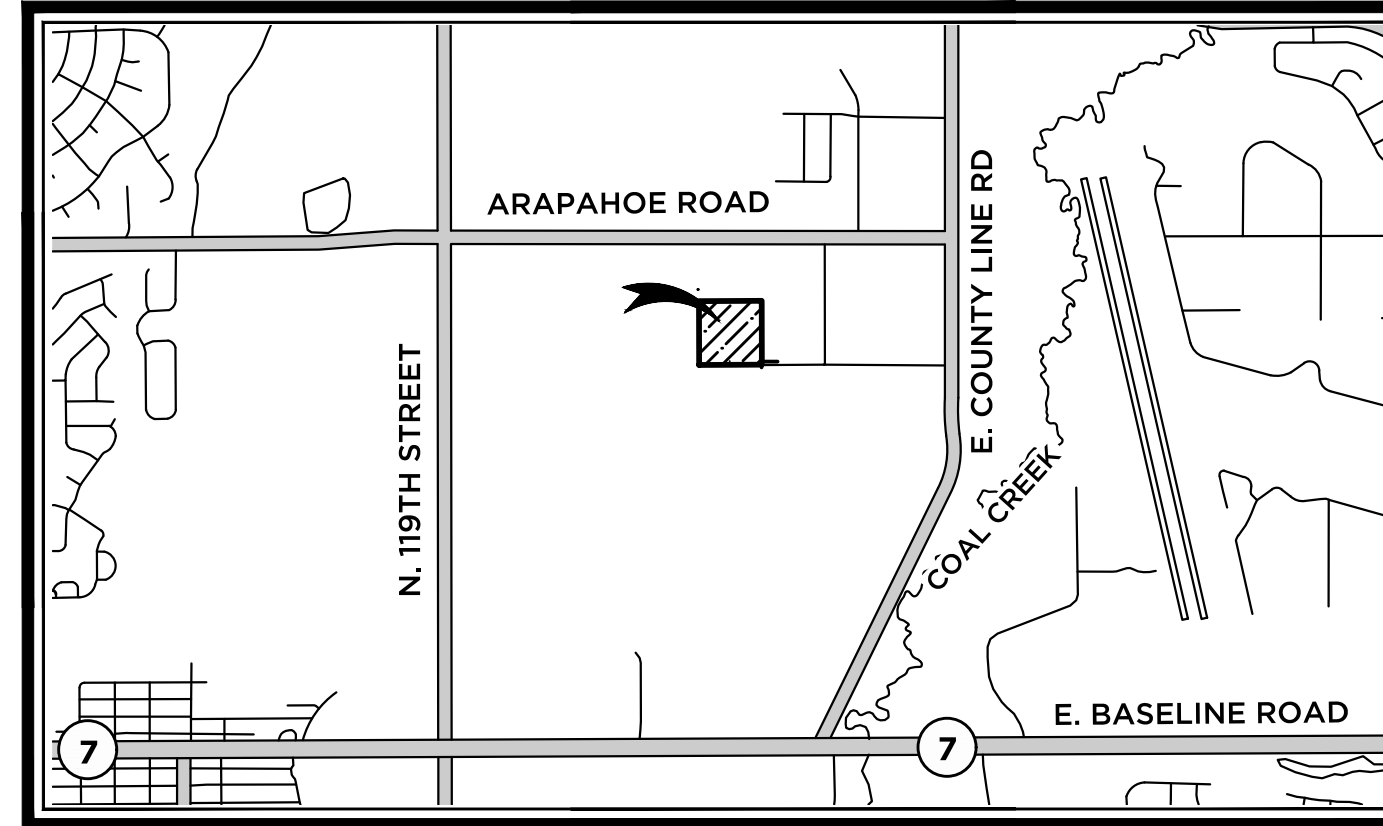 ARAPAHOE ROAD
E. COUNTY LINE RD
N. 119TH STREET
COAL CREEK
E. BASELINE ROAD
7
7